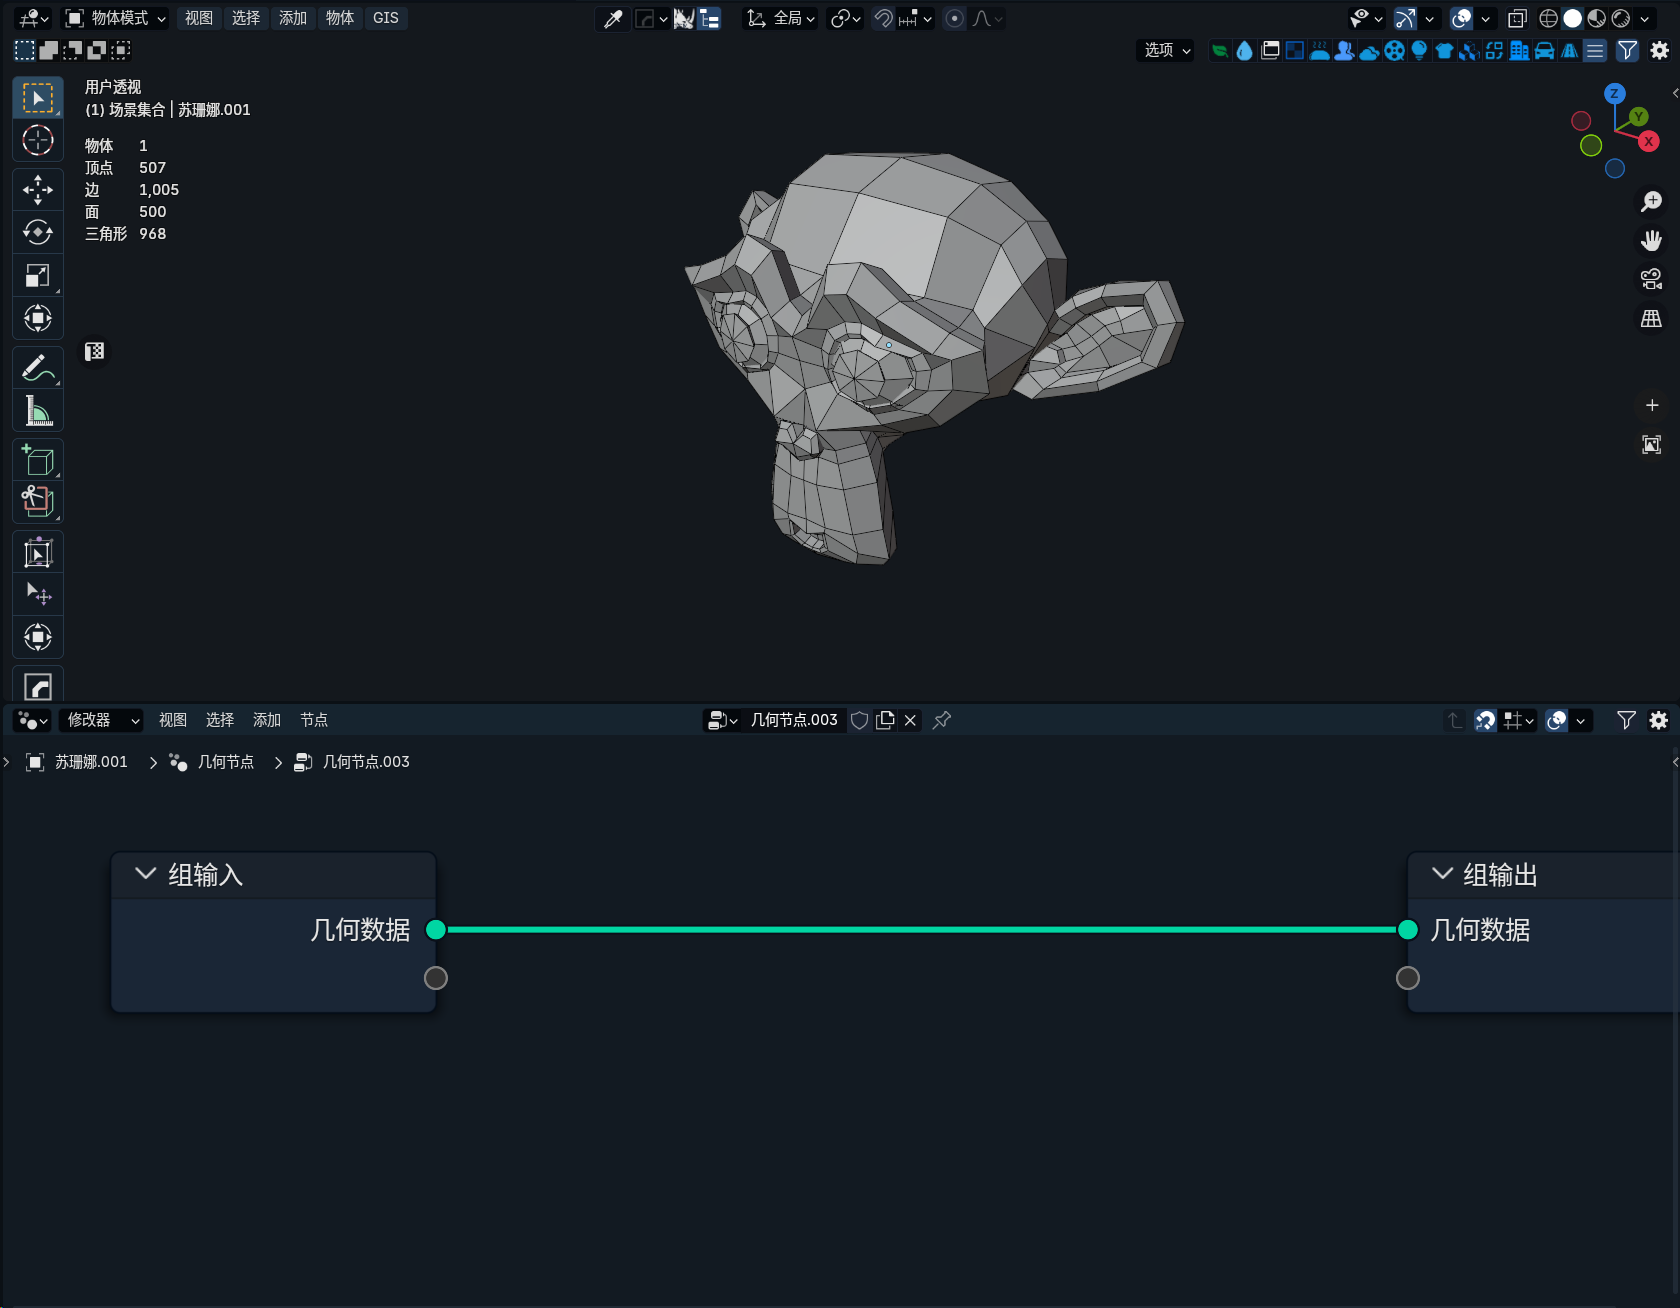 物体模式 视图 选择 添加 物体 GIS 全局
选项
用户透视
(1) 场景集合 | 苏珊娜.001
物体 1
顶点 507
边 1,005
面 500
三角形 968
Z
Y
X
修改器 视图 选择 添加 节点 几何节点.003
苏珊娜.001 几何节点 几何节点.003
组输入 组输出
几何数据 几何数据